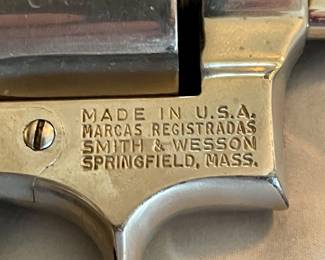 MADE IN U.S.A.
MARCAS REGISTRADAS
SMITH & WESSON
SPRINGFIELD, MASS.